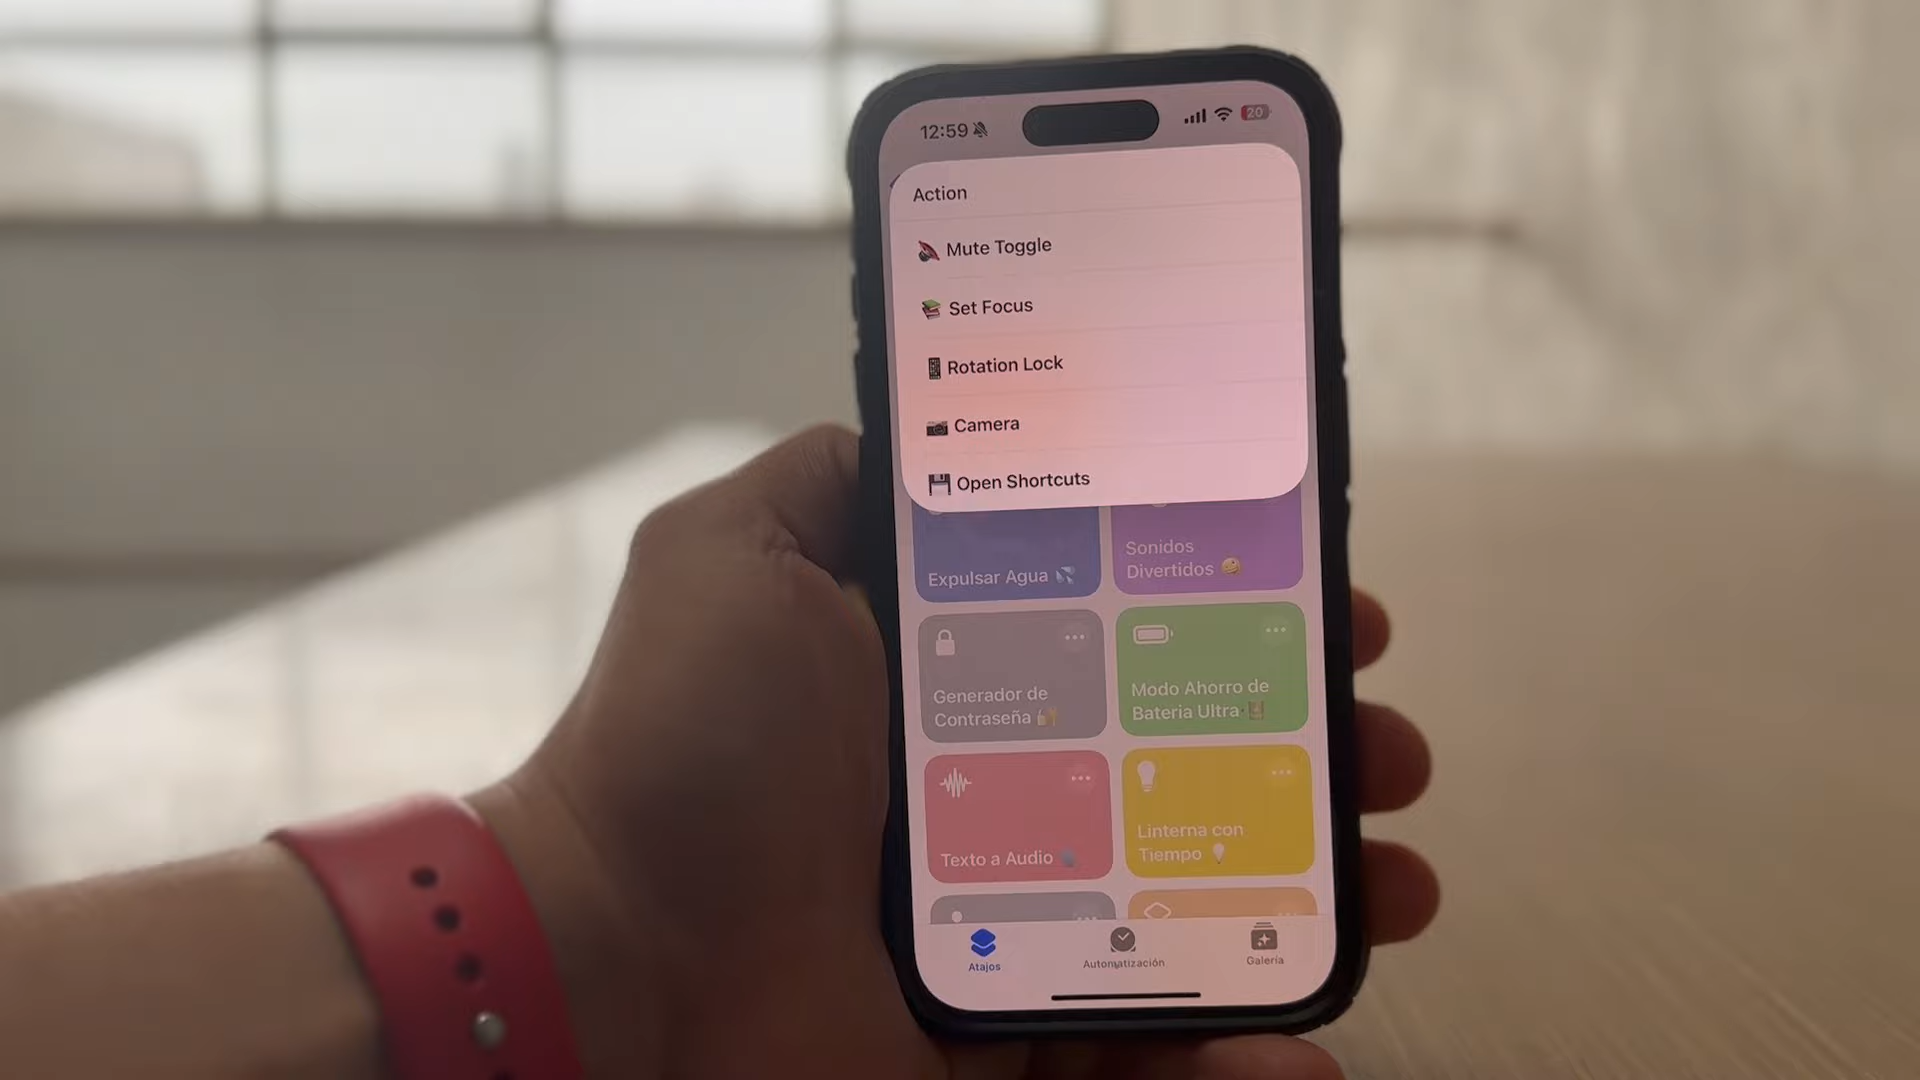 12:59
20
Action
Mute Toggle
Set Focus
Rotation Lock
Camera
Open Shortcuts
Expulsar Agua
Sonidos
Divertidos
Generador de
Contraseña
Modo Ahorro de
Bateria Ultra
Texto a Audio
Linterna con
Tiempo
Atajos
Automatización
Galería